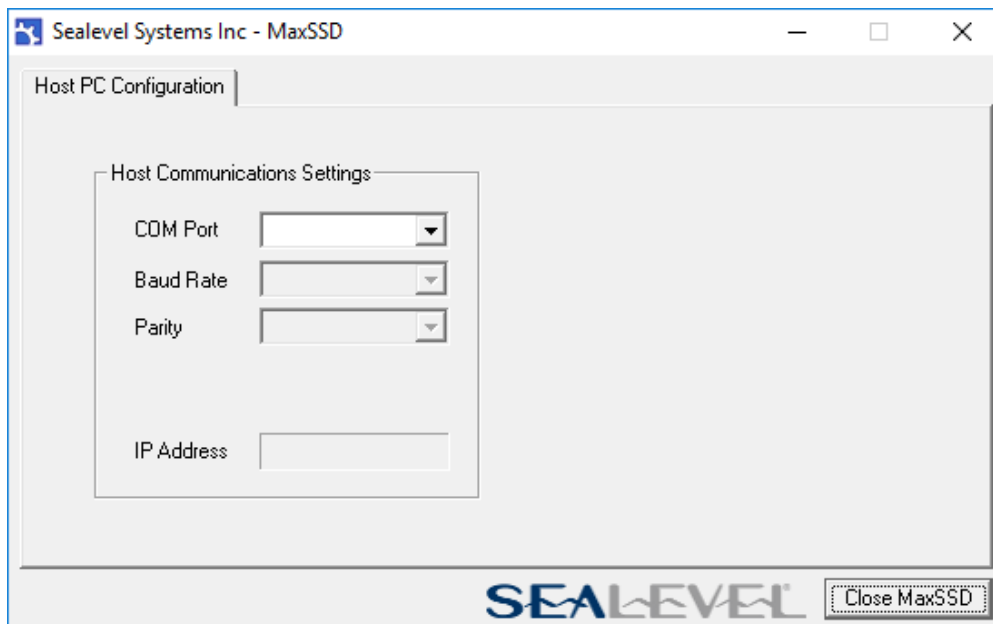 Sealevel Systems Inc - MaxSSD
Host PC Configuration
Host Communications Settings
COM Port
Baud Rate
Parity
IP Address
SEALEVEL®
Close MaxSSD